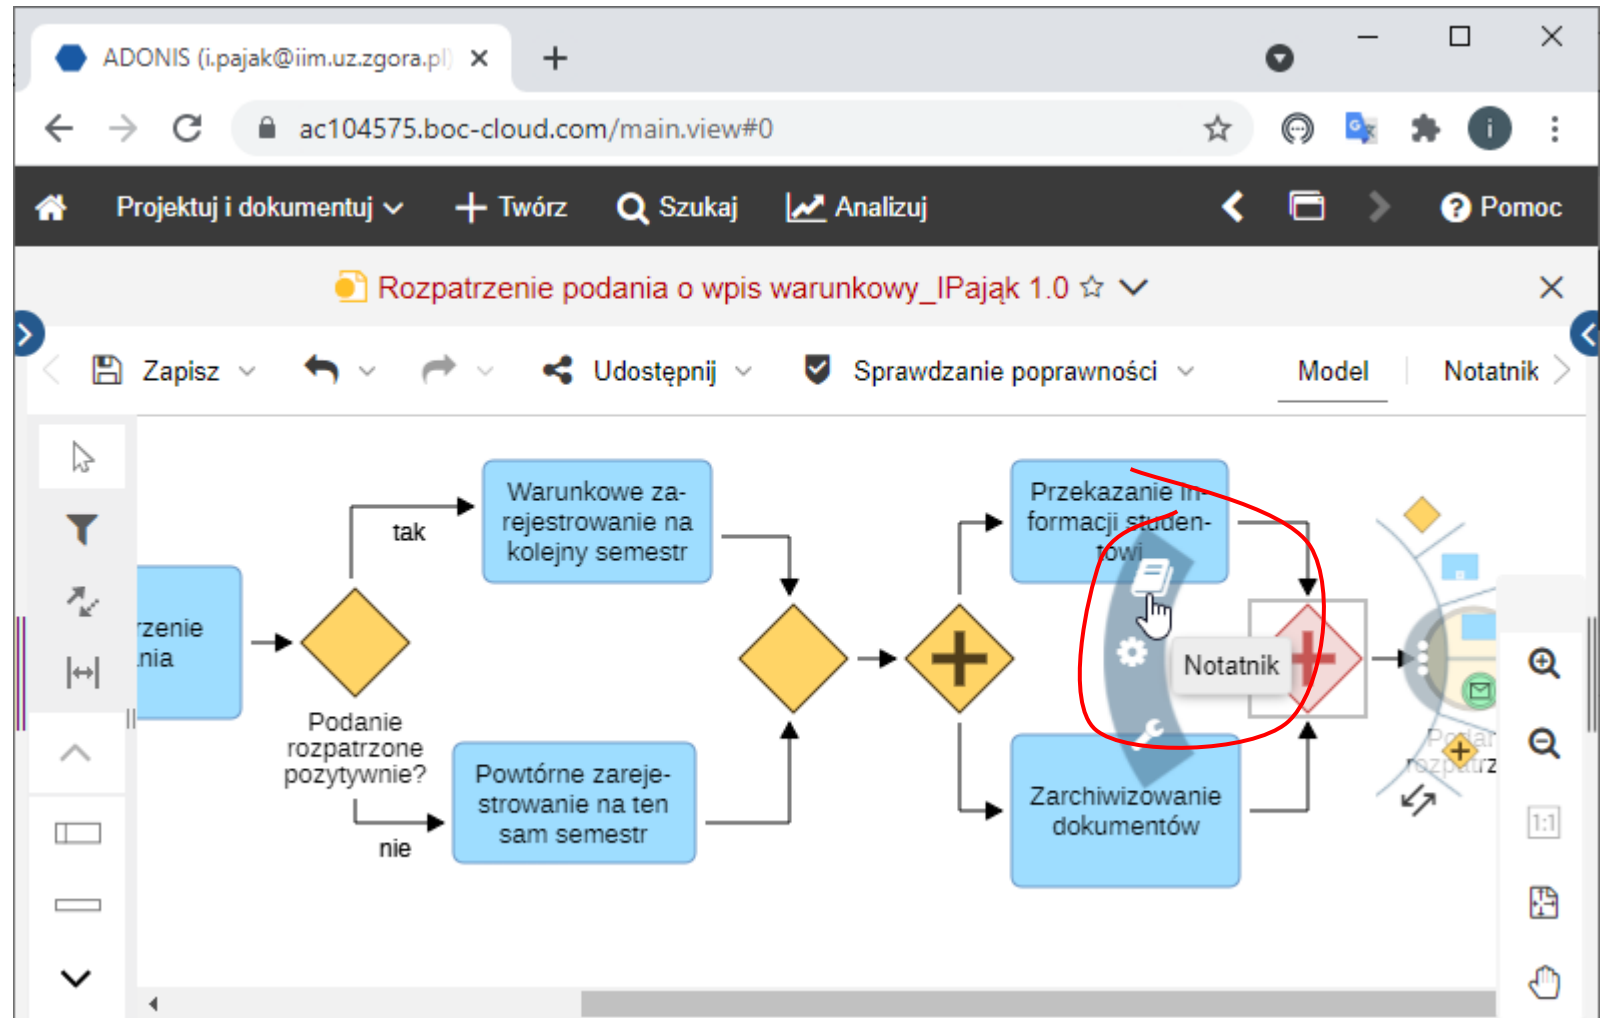 ADONIS (i.pajak@iim.uz.zgora.pl)
ac104575.boc-cloud.com/main.view#0
i
Projektuj i dokumentuj
Twórz
Szukaj
Analizuj
Pomoc
Rozpatrzenie podania o wpis warunkowy_IPająk 1.0
Zapisz
Udostępnij
Sprawdzanie poprawności
Model
Notatnik
rzenie
nia
tak
Podanie
rozpatrzone
pozytywnie?
nie
Warunkowe za-
rejestrowanie na
kolejny semestr
Powtórne zareje-
strowanie na ten
sam semestr
Przekazanie in-
formacji studen-
towi
Notatnik
Zarchiwizowanie
dokumentów
1:1